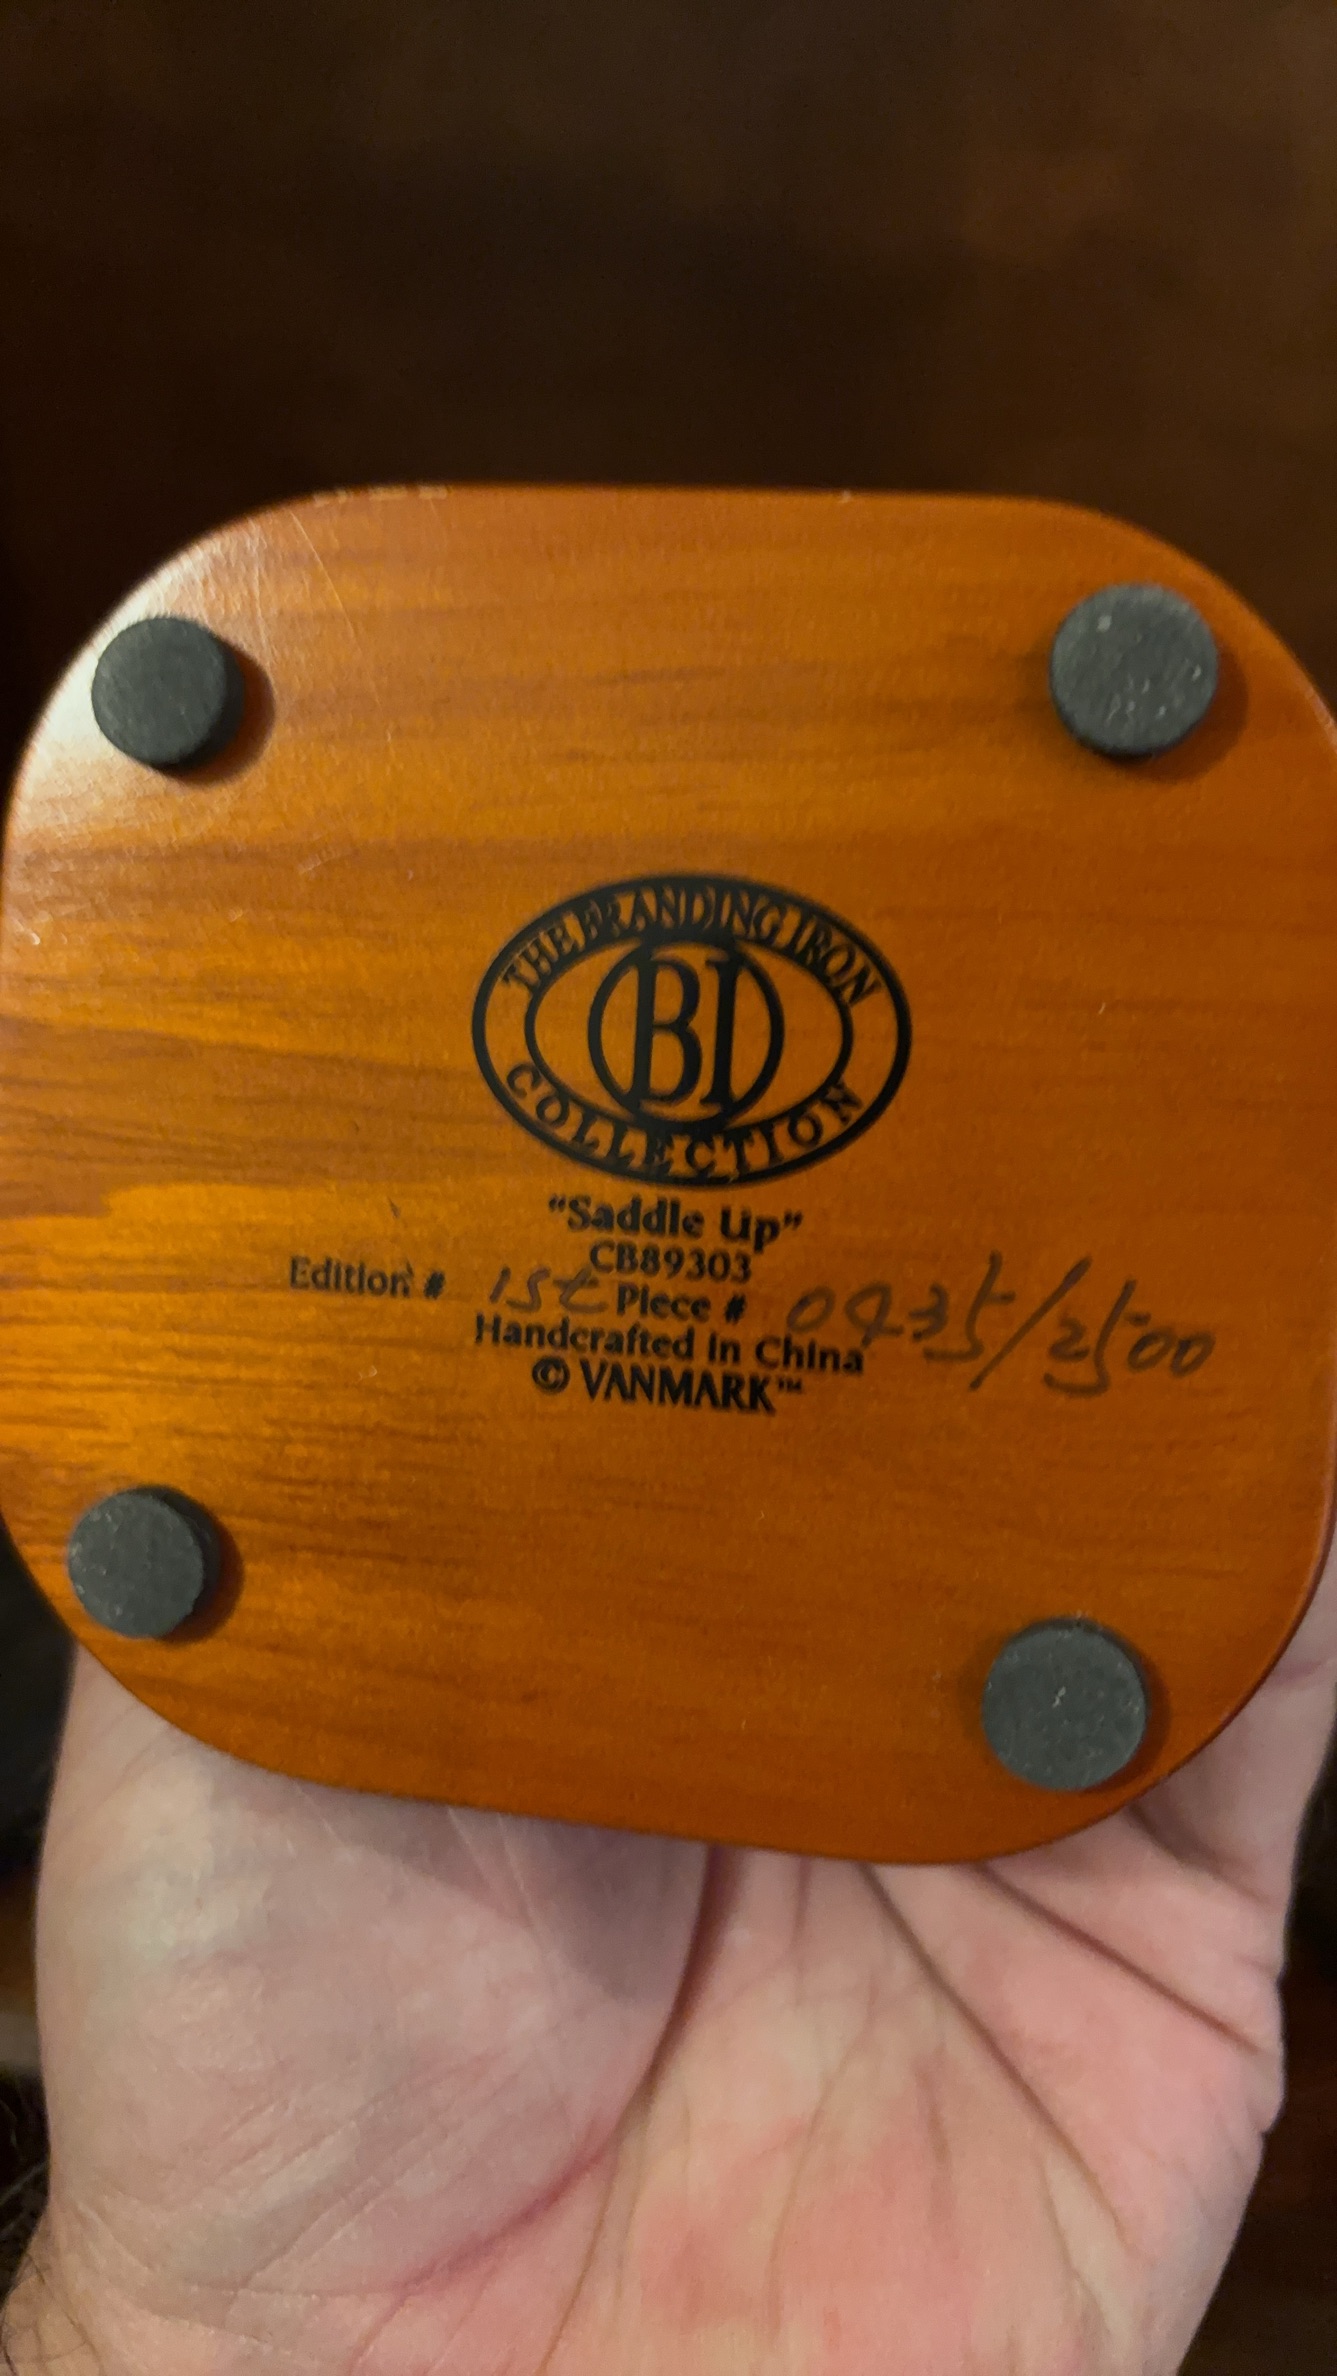 THE BRANDING IRON
BI
COLLECTION
“Saddle Up”
CB89303
Edition # 1st Piece # 0435/2500
Handcrafted in China
© VANMARK™